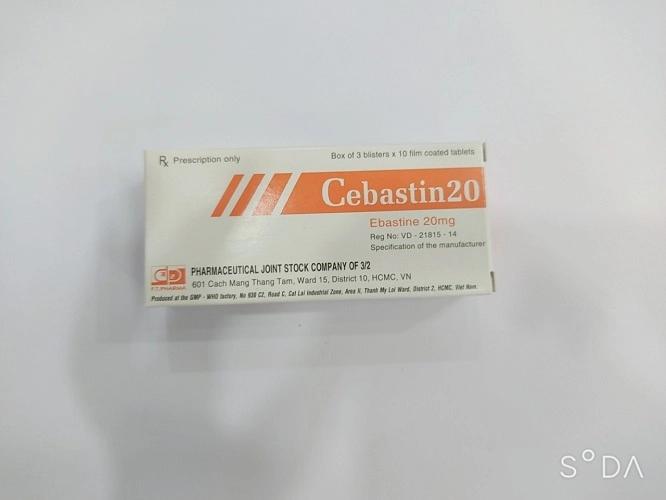 Rx Prescription only
Box of 3 blisters x 10 film coated tablets
Cebastin20
Ebastine 20mg
Reg No: VD - 21815 - 14
Specification of the manufacturer
F.T.PHARMA
PHARMACEUTICAL JOINT STOCK COMPANY OF 3/2
601 Cach Mang Thang Tam, Ward 15, District 10, HCMC, VN
Produced at the GMP - WHO factory, No 930 C2, Road C, Cat Lai Industrial Zone, Area II, Thanh My Loi Ward, District 2, HCMC, Viet Nam.
SODA